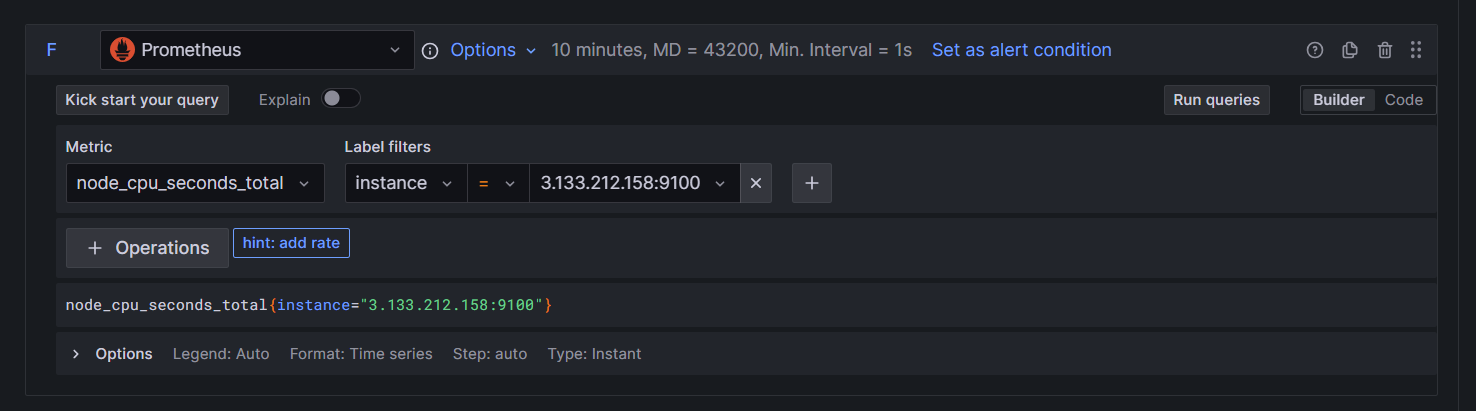 F Prometheus Options 10 minutes, MD = 43200, Min. Interval = 1s Set as alert condition
Kick start your query Explain Run queries Builder Code
Metric Label filters
node_cpu_seconds_total instance = 3.133.212.158:9100
+ Operations hint: add rate
node_cpu_seconds_total{instance="3.133.212.158:9100"}
Options Legend: Auto Format: Time series Step: auto Type: Instant